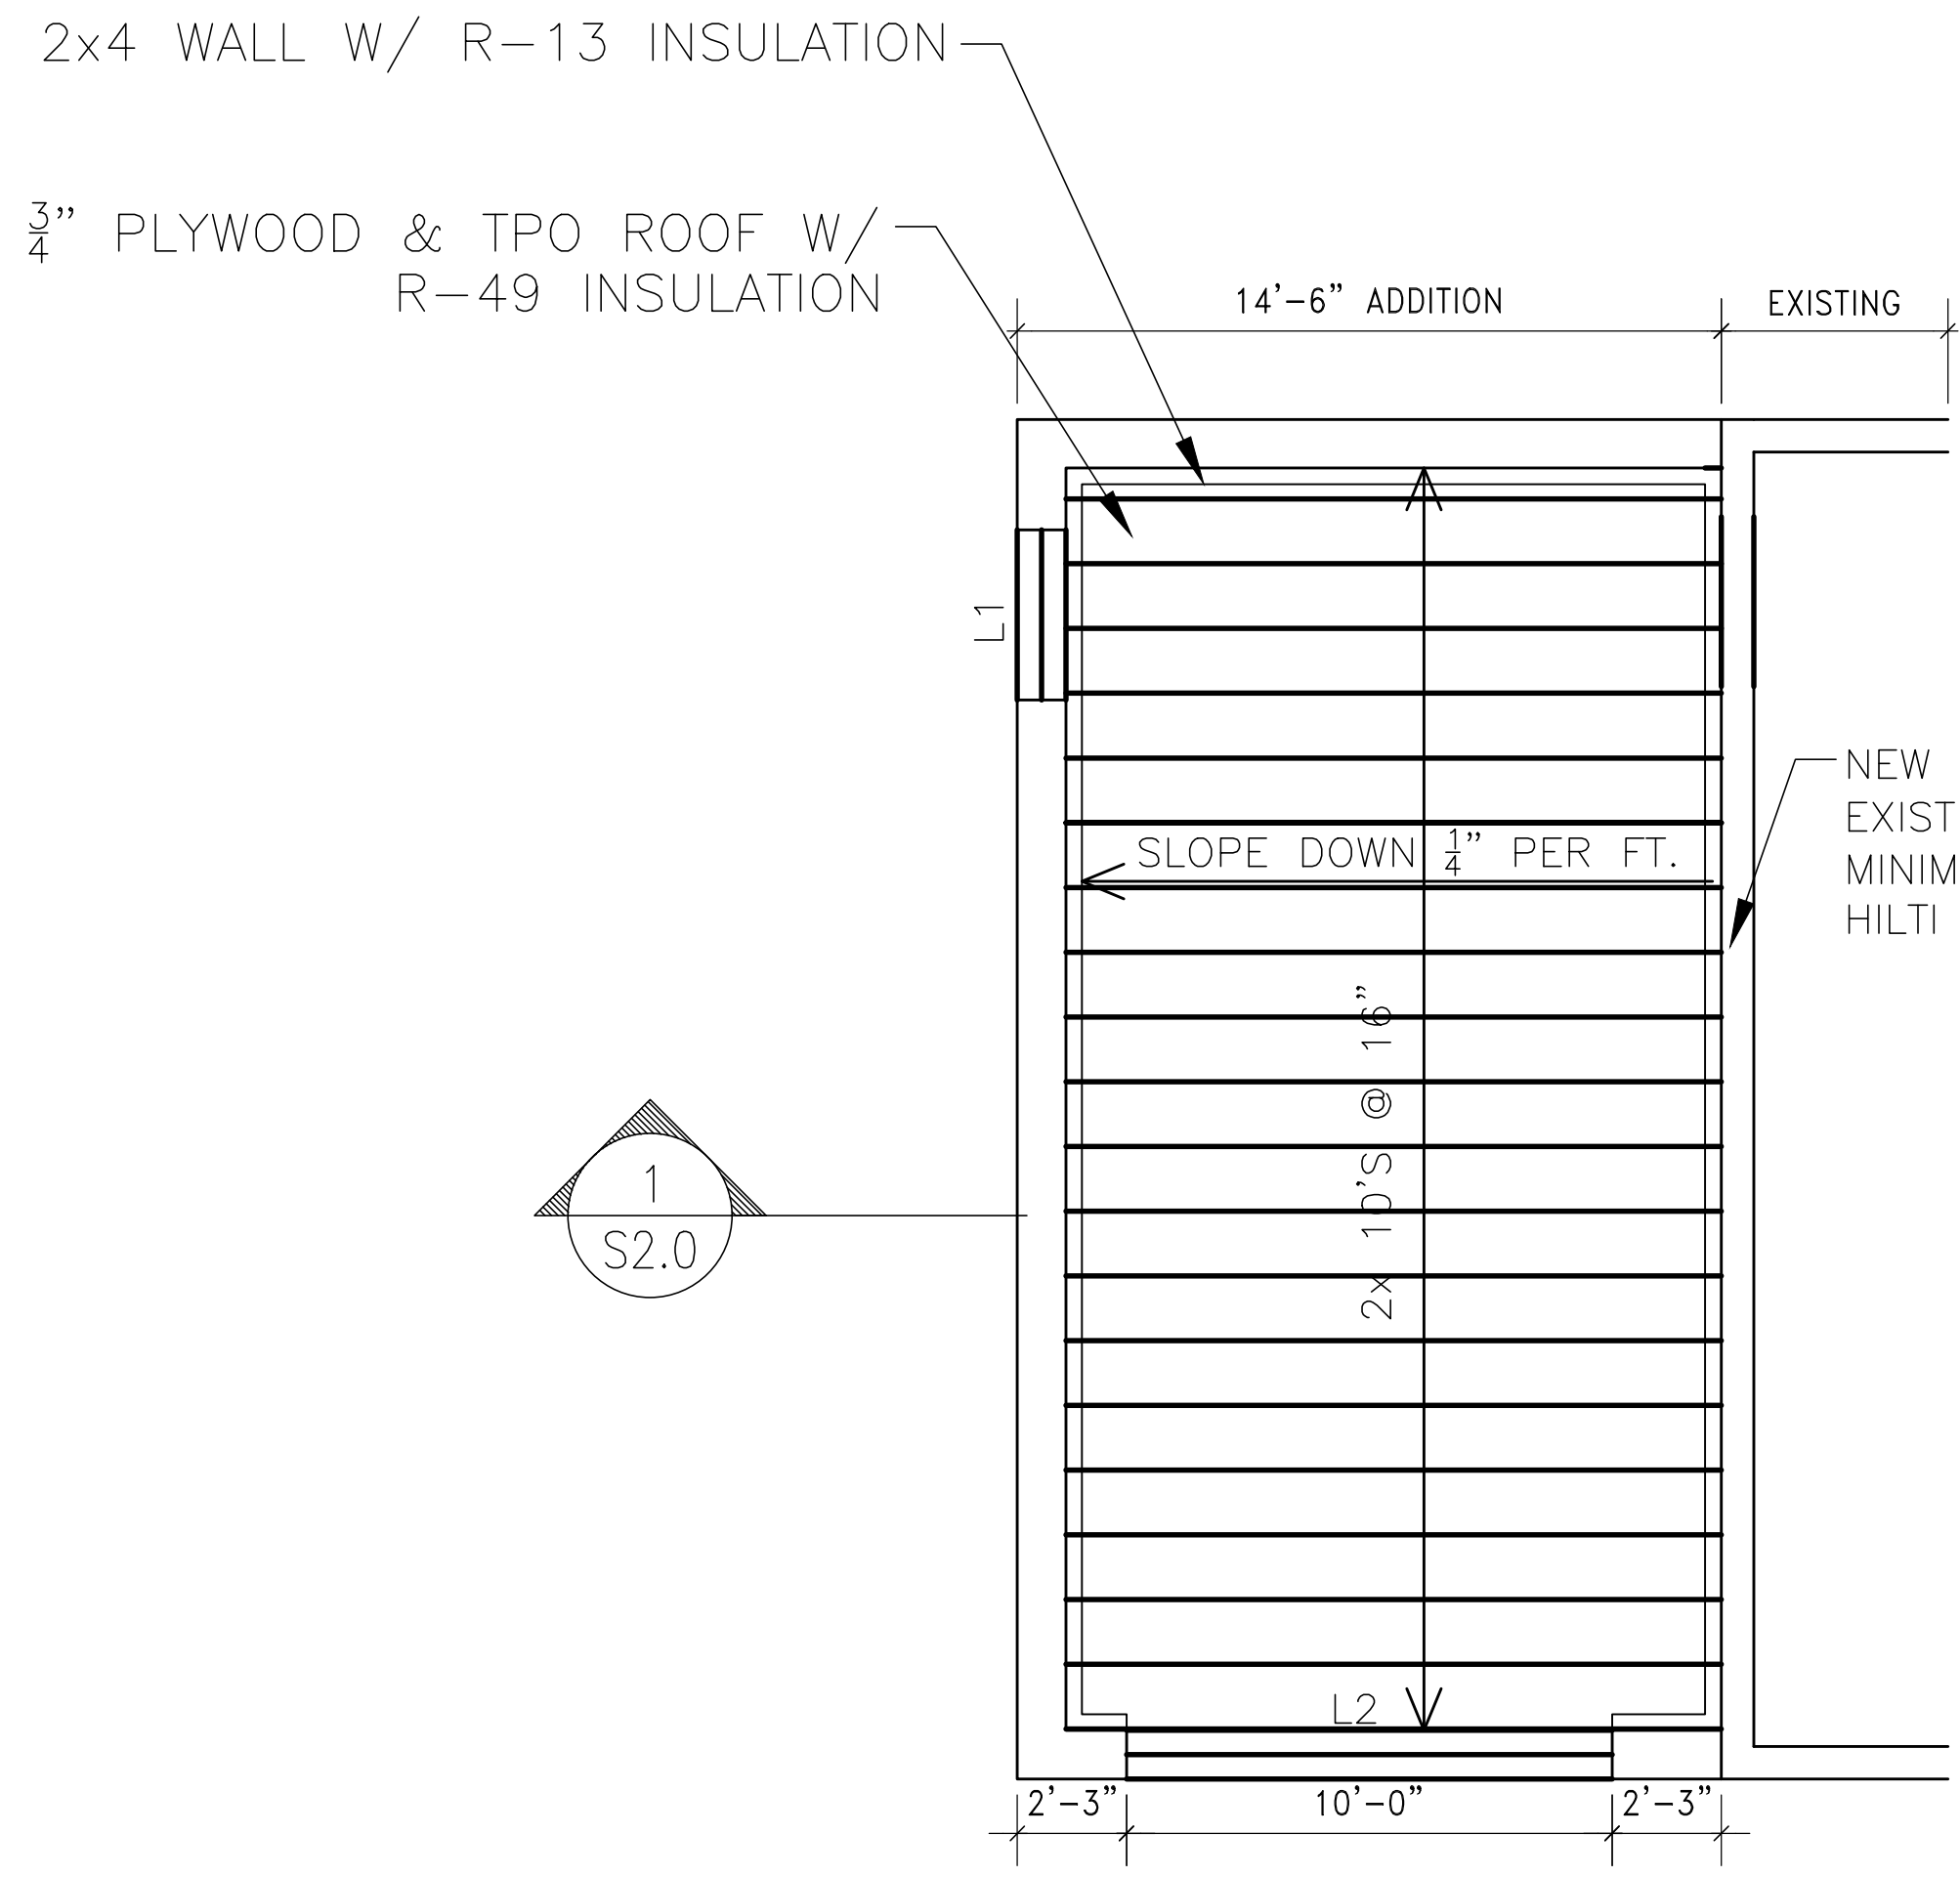 2x4 WALL W/ R-13 INSULATION
3/4” PLYWOOD & TPO ROOF W/
R-49 INSULATION
14’-6” ADDITION
EXISTING
L1
NEW
EXIST
MINIM
HILTI
SLOPE DOWN 1/4” PER FT.
2x 10’S @ 16”
1
S2.0
L2
2’-3”
10’-0”
2’-3”